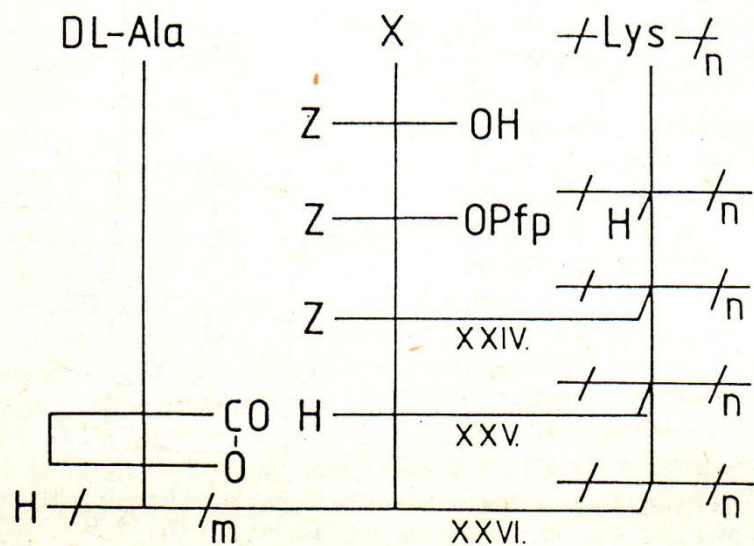 DL-Ala X Lys n
Z OH
Z OPfp H n
Z XXIV. n
CO H XXV. n
O
H m XXVI. n